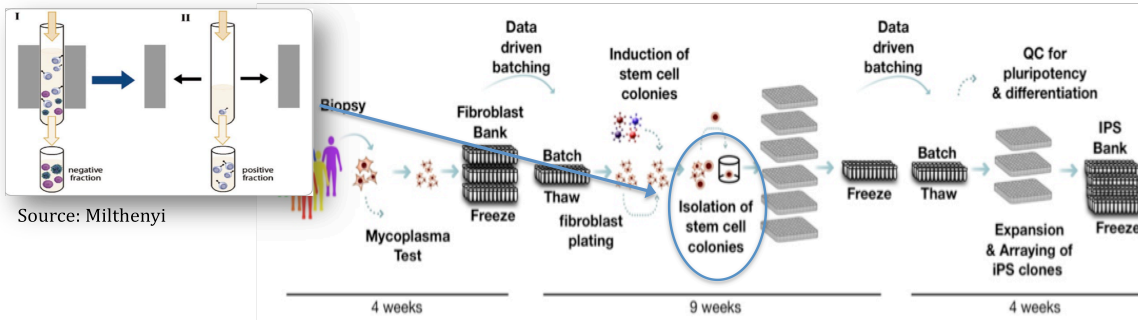 I
II
negative
fraction
positive
fraction
Source: Milthenyi
Biopsy
Mycoplasma
Test
Fibroblast
Bank
Freeze
4 weeks
Data
driven
batching
Batch
Thaw
fibroblast
plating
Induction of
stem cell
colonies
Isolation of
stem cell
colonies
9 weeks
Freeze
Data
driven
batching
Batch
Thaw
QC for
pluripotency
& differentiation
Expansion
& Arraying of
iPS clones
IPS
Bank
Freeze
4 weeks